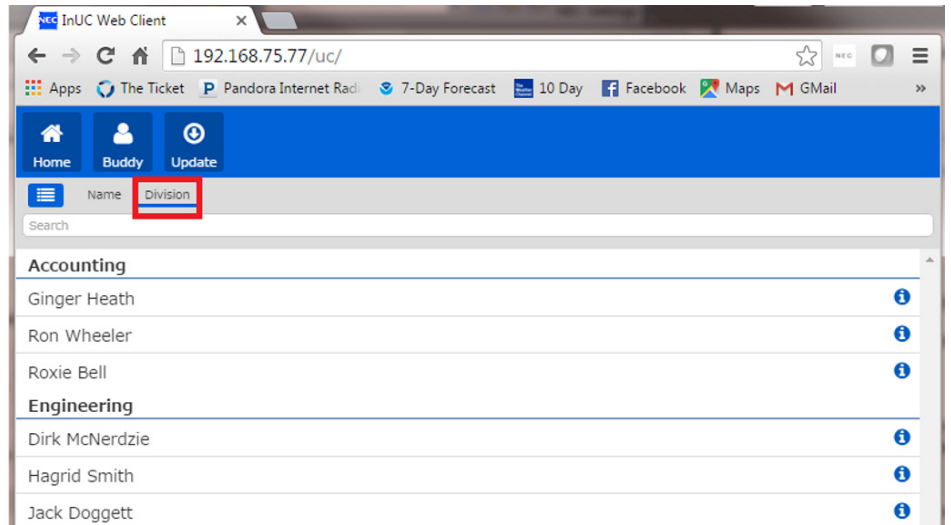 NEC InUC Web Client
192.168.75.77/uc/ NEC
Apps The Ticket P Pandora Internet Radi 7-Day Forecast 10 Day Facebook Maps GMail »
Home Buddy Update
Name Division
Search
Accounting
Ginger Heath
Ron Wheeler
Roxie Bell
Engineering
Dirk McNerdzie
Hagrid Smith
Jack Doggett